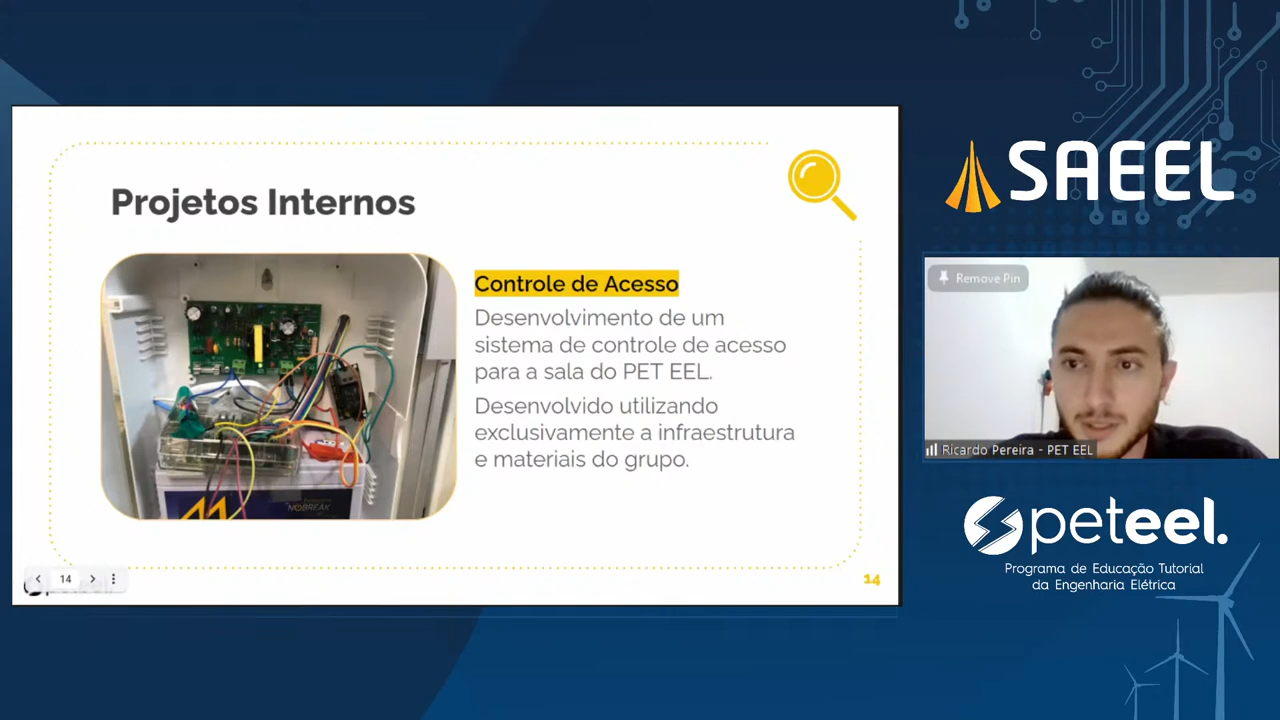 Projetos Internos
Controle de Acesso
Desenvolvimento de um
sistema de controle de acesso
para a sala do PET EEL.
Desenvolvido utilizando
exclusivamente a infraestrutura
e materiais do grupo.
NOBREAK
14
14
SAEEL
Remove Pin
Ricardo Pereira - PET EEL
peteel.
Programa de Educação Tutorial
da Engenharia Elétrica